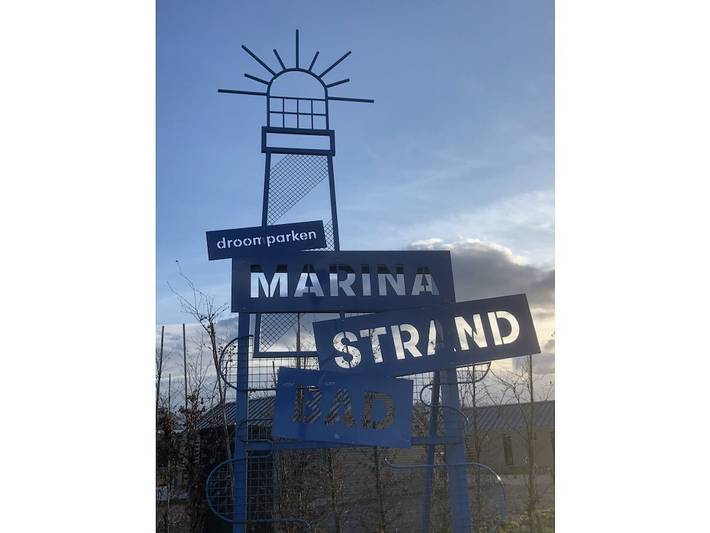 droomparken
MARINA
STRAND
BAD